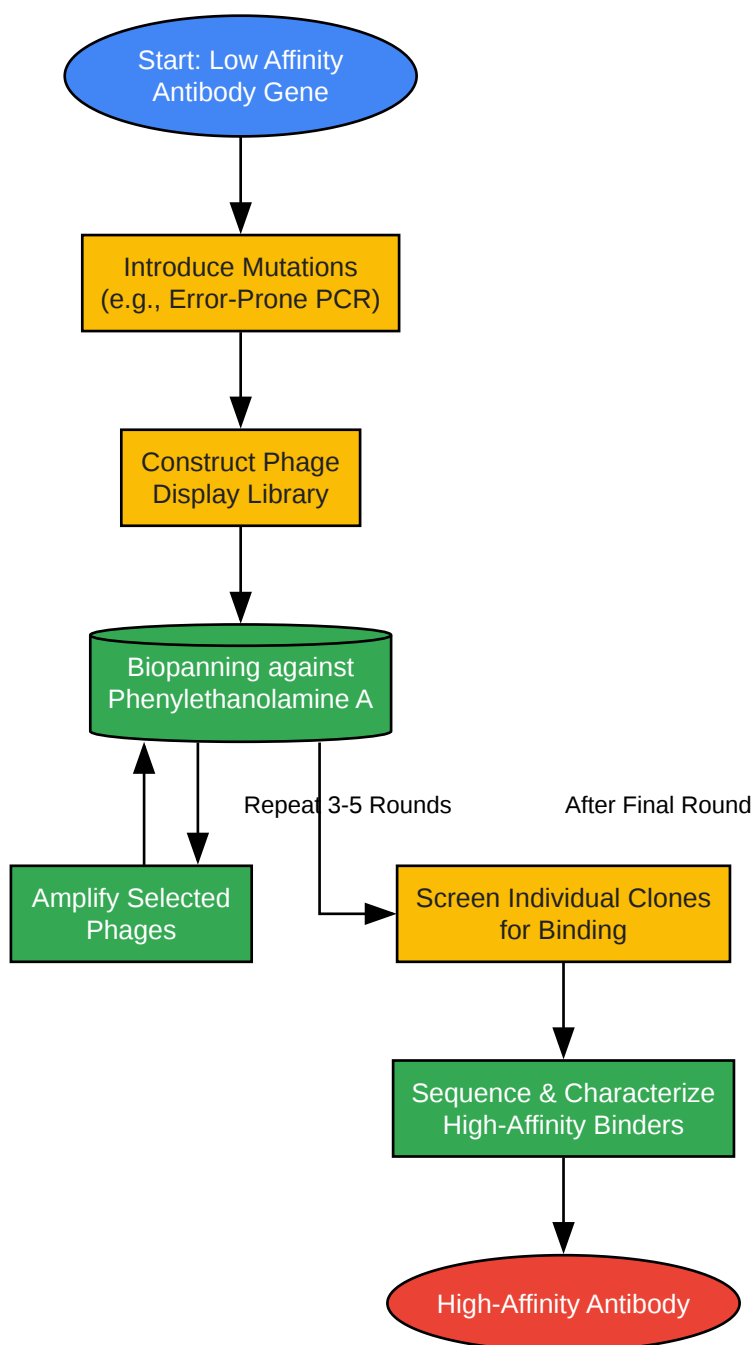 Start: Low Affinity
Antibody Gene
Introduce Mutations
(e.g., Error-Prone PCR)
Construct Phage
Display Library
Biopanning against
Phenylethanolamine A
Repeat 3-5 Rounds
After Final Round
Amplify Selected
Phages
Screen Individual Clones
for Binding
Sequence & Characterize
High-Affinity Binders
High-Affinity Antibody